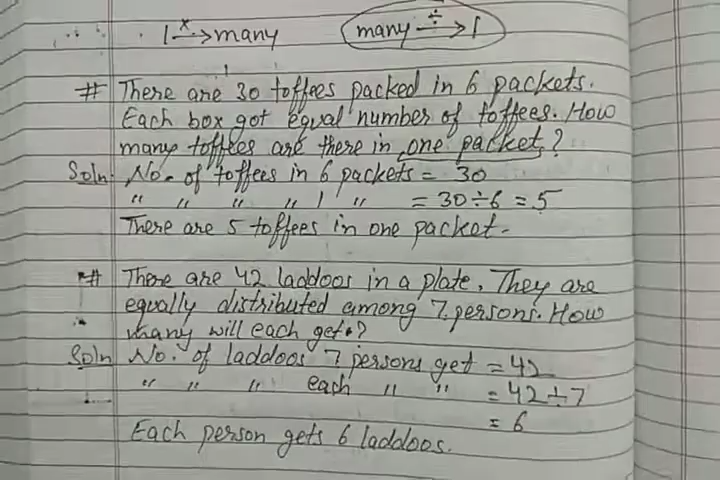 1 —x→ many    many —÷→ 1
# There are 30 toffees packed in 6 packets.
Each box got equal number of toffees. How
many toffees are there in one packet?
Soln: No. of toffees in 6 packets = 30
" " " " 1 " = 30÷6 = 5
There are 5 toffees in one packet.
# There are 42 laddoos in a plate. They are
equally distributed among 7 persons. How
many will each get?
Soln No. of laddoos 7 persons get = 42
" " " each " " = 42÷7
= 6
Each person gets 6 laddoos.